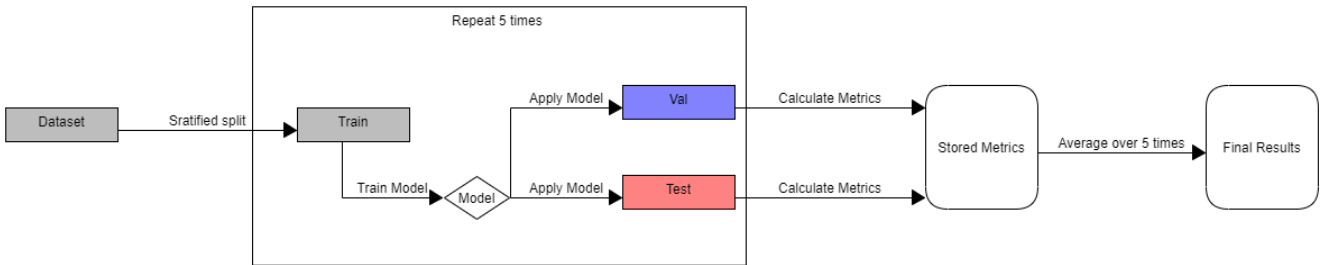 Repeat 5 times
Dataset
Sratified split
Train
Train Model
Model
Apply Model
Val
Calculate Metrics
Apply Model
Test
Calculate Metrics
Stored Metrics
Average over 5 times
Final Results